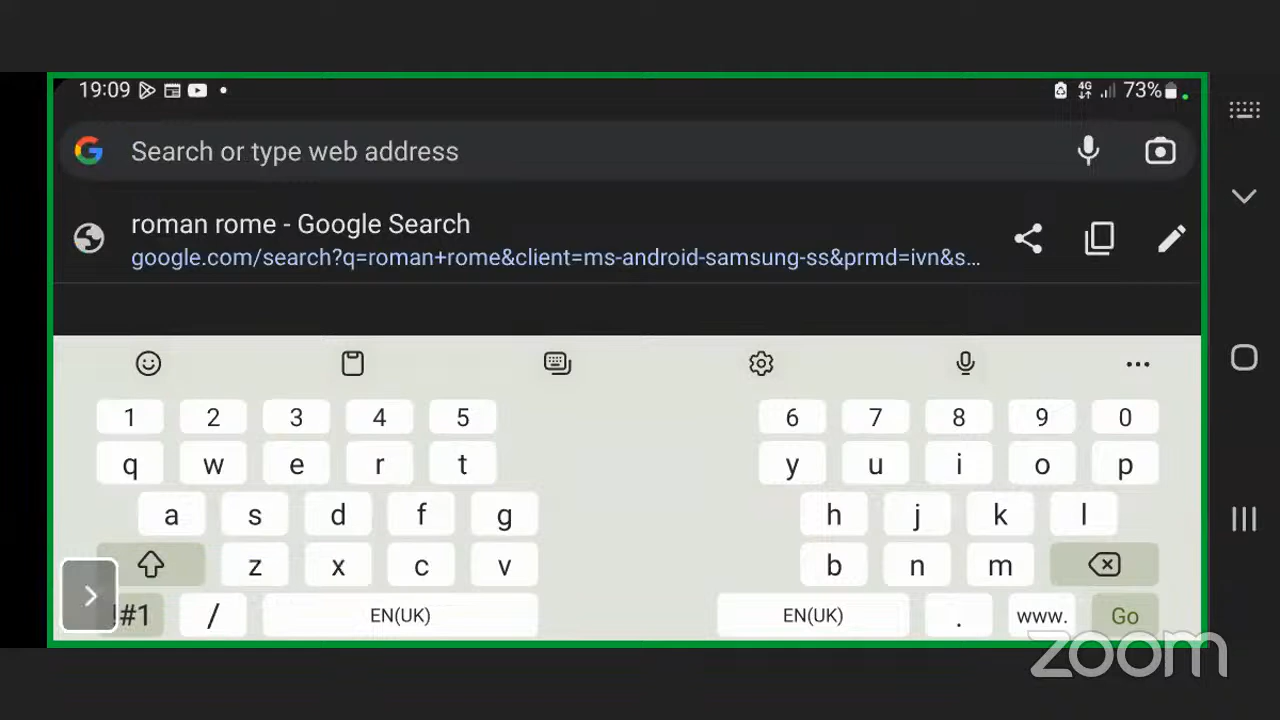 19:09 4G 73%
Search or type web address
roman rome - Google Search
google.com/search?q=roman+rome&client=ms-android-samsung-ss&prmd=ivn&s...
1 2 3 4 5 6 7 8 9 0
q w e r t y u i o p
a s d f g h j k l
z x c v b n m
!#1 / EN(UK) EN(UK) . www. Go
zoom